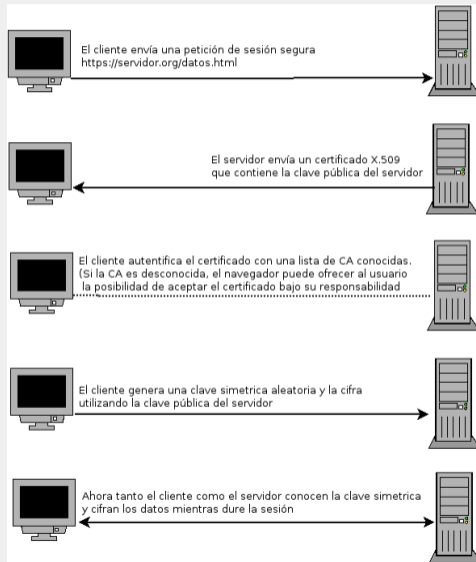 El cliente envía una petición de sesión segura
https://servidor.org/datos.html
El servidor envía un certificado X.509
que contiene la clave pública del servidor
El cliente autentifica el certificado con una lista de CA conocidas.
(Si la CA es desconocida, el navegador puede ofrecer al usuario
la posibilidad de aceptar el certificado bajo su responsabilidad
El cliente genera una clave simetrica aleatoria y la cifra
utilizando la clave pública del servidor
Ahora tanto el cliente como el servidor conocen la clave simetrica
y cifran los datos mientras dure la sesión